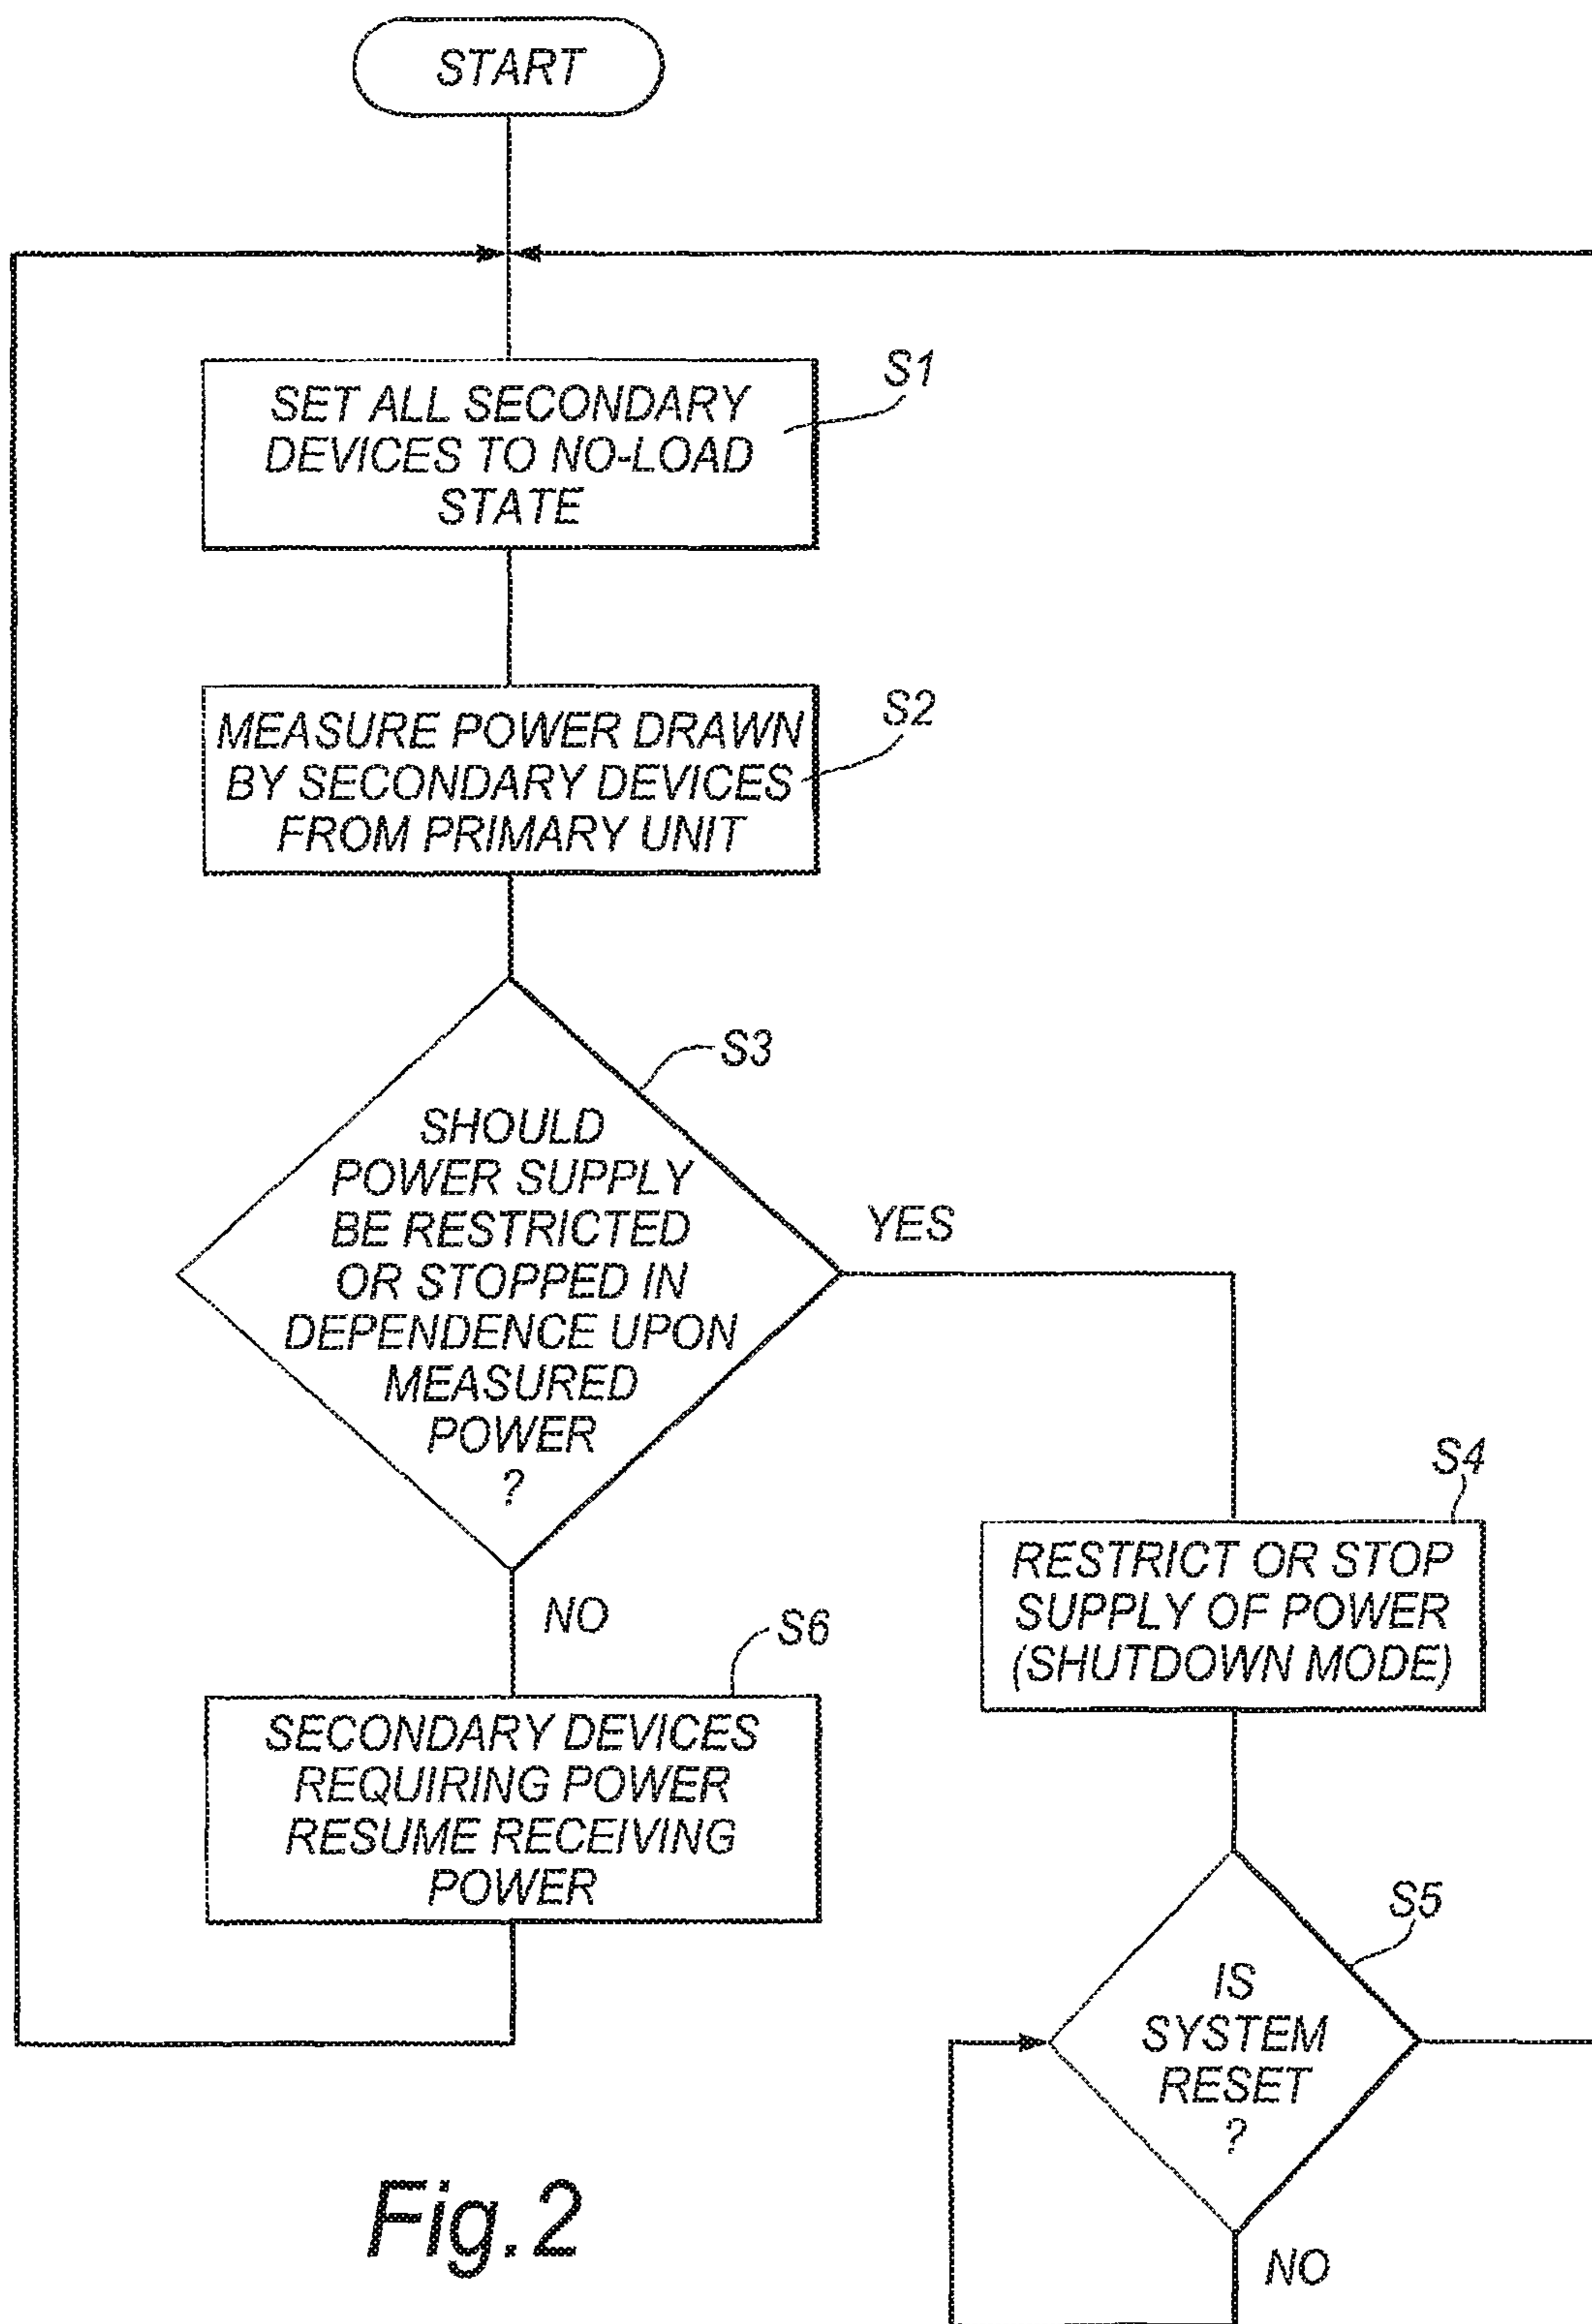 START
S1
SET ALL SECONDARY
DEVICES TO NO-LOAD
STATE
S2
MEASURE POWER DRAWN
BY SECONDARY DEVICES
FROM PRIMARY UNIT
S3
SHOULD
POWER SUPPLY
BE RESTRICTED
OR STOPPED IN
DEPENDENCE UPON
MEASURED
POWER
?
YES
NO
S4
RESTRICT OR STOP
SUPPLY OF POWER
(SHUTDOWN MODE)
S6
SECONDARY DEVICES
REQUIRING POWER
RESUME RECEIVING
POWER
S5
IS
SYSTEM
RESET
?
NO
Fig.2